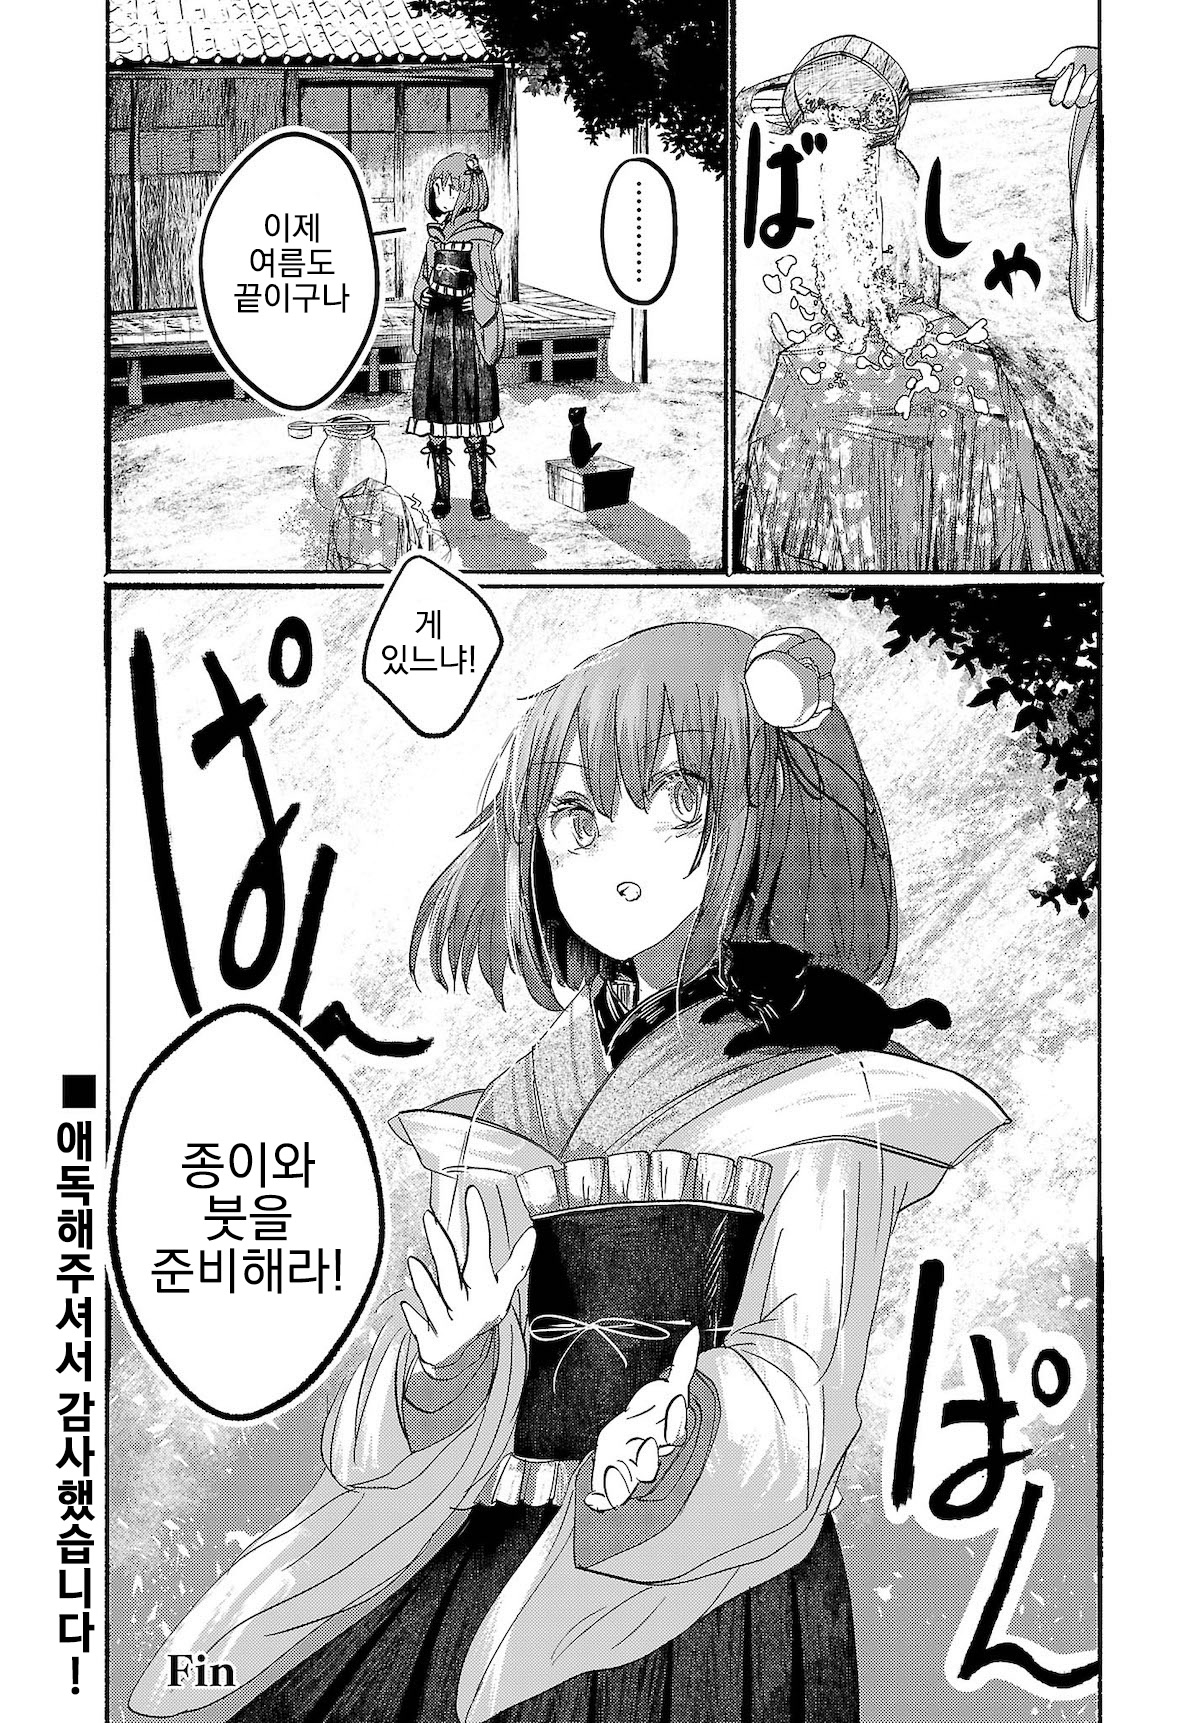 ばしゃ
………
이제
여름도
끝이구나
게
있느냐!
ぱん
종이와
붓을
준비해라!
ぱん
Fin
■애독해주셔서 감사했습니다!